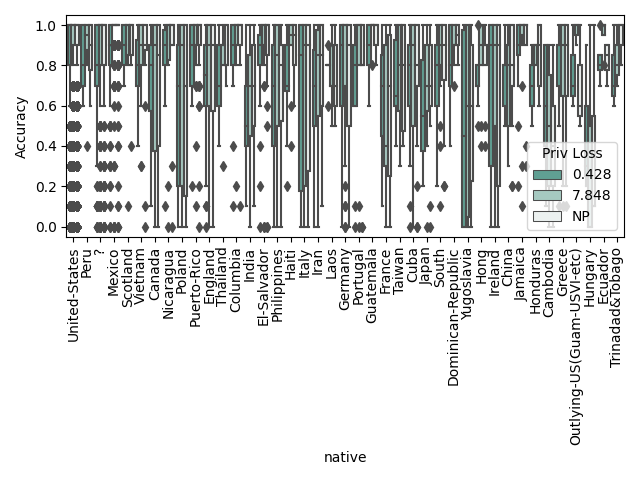 Accuracy
1.0
0.8
0.6
0.4
0.2
0.0
Priv Loss
0.428
7.848
NP
United-States
Peru
?
Mexico
Scotland
Vietnam
Canada
Nicaragua
Poland
Puerto-Rico
England
Thailand
Columbia
India
El-Salvador
Philippines
Haiti
Italy
Iran
Laos
Germany
Portugal
Guatemala
France
Taiwan
Cuba
Japan
South
Dominican-Republic
Yugoslavia
Hong
Ireland
China
Jamaica
Honduras
Cambodia
Greece
Outlying-US(Guam-USVI-etc)
Hungary
Ecuador
Trinadad&Tobago
native